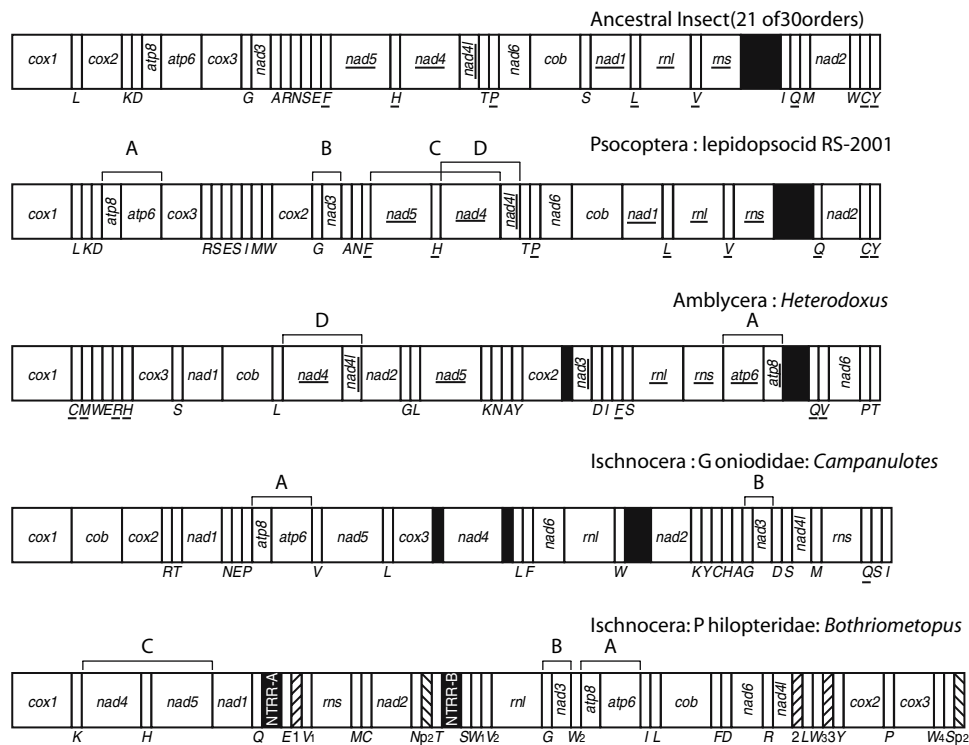 Ancestral Insect(21 of30orders)
cox1 cox2 atp8 atp6 cox3 nad3 nad5 nad4 nad4l nad6 cob nad1 rnl rns nad2
L KD G ARNSEF H TP S L V I QM WCY
Psocoptera : lepidopsocid RS-2001
A B C D
cox1 atp8 atp6 cox3 cox2 nad3 nad5 nad4 nad4l nad6 cob nad1 rnl rns nad2
L KD RSESIMW G ANF H TP L V Q CY
Amblycera : Heterodoxus
D A
cox1 cox3 nad1 cob nad4 nad4l nad2 nad5 cox2 nad3 rnl rns atp6 atp8 nad6
CMWERH S L GL KNAY DI FS QV PT
Ischnocera : Goniodidae: Campanulotes
A B
cox1 cob cox2 nad1 atp8 atp6 nad5 cox3 nad4 nad6 rnl nad2 nad3 nad4l rns
RT NEP V L LF W KYCHAG DS M QSI
Ischnocera: Philopteridae: Bothriometopus
C B A
cox1 nad4 nad5 nad1 NTRR-A rns nad2 NTRR-B rnl nad3 atp8 atp6 cob nad6 nad4l cox2 cox3
K H Q E1V1 MC Np2T SW1V2 G W2 IL FD R 2LW33Y P W4Sp2